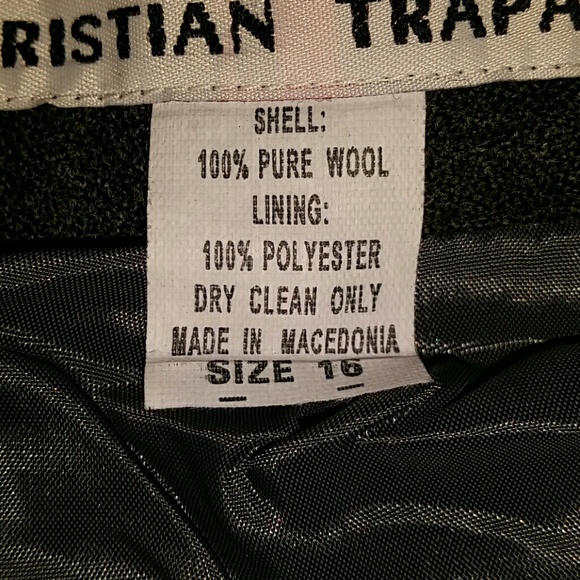 RISTIAN TRAPA
SHELL:
100% PURE WOOL
LINING:
100% POLYESTER
DRY CLEAN ONLY
MADE IN MACEDONIA
SIZE 16